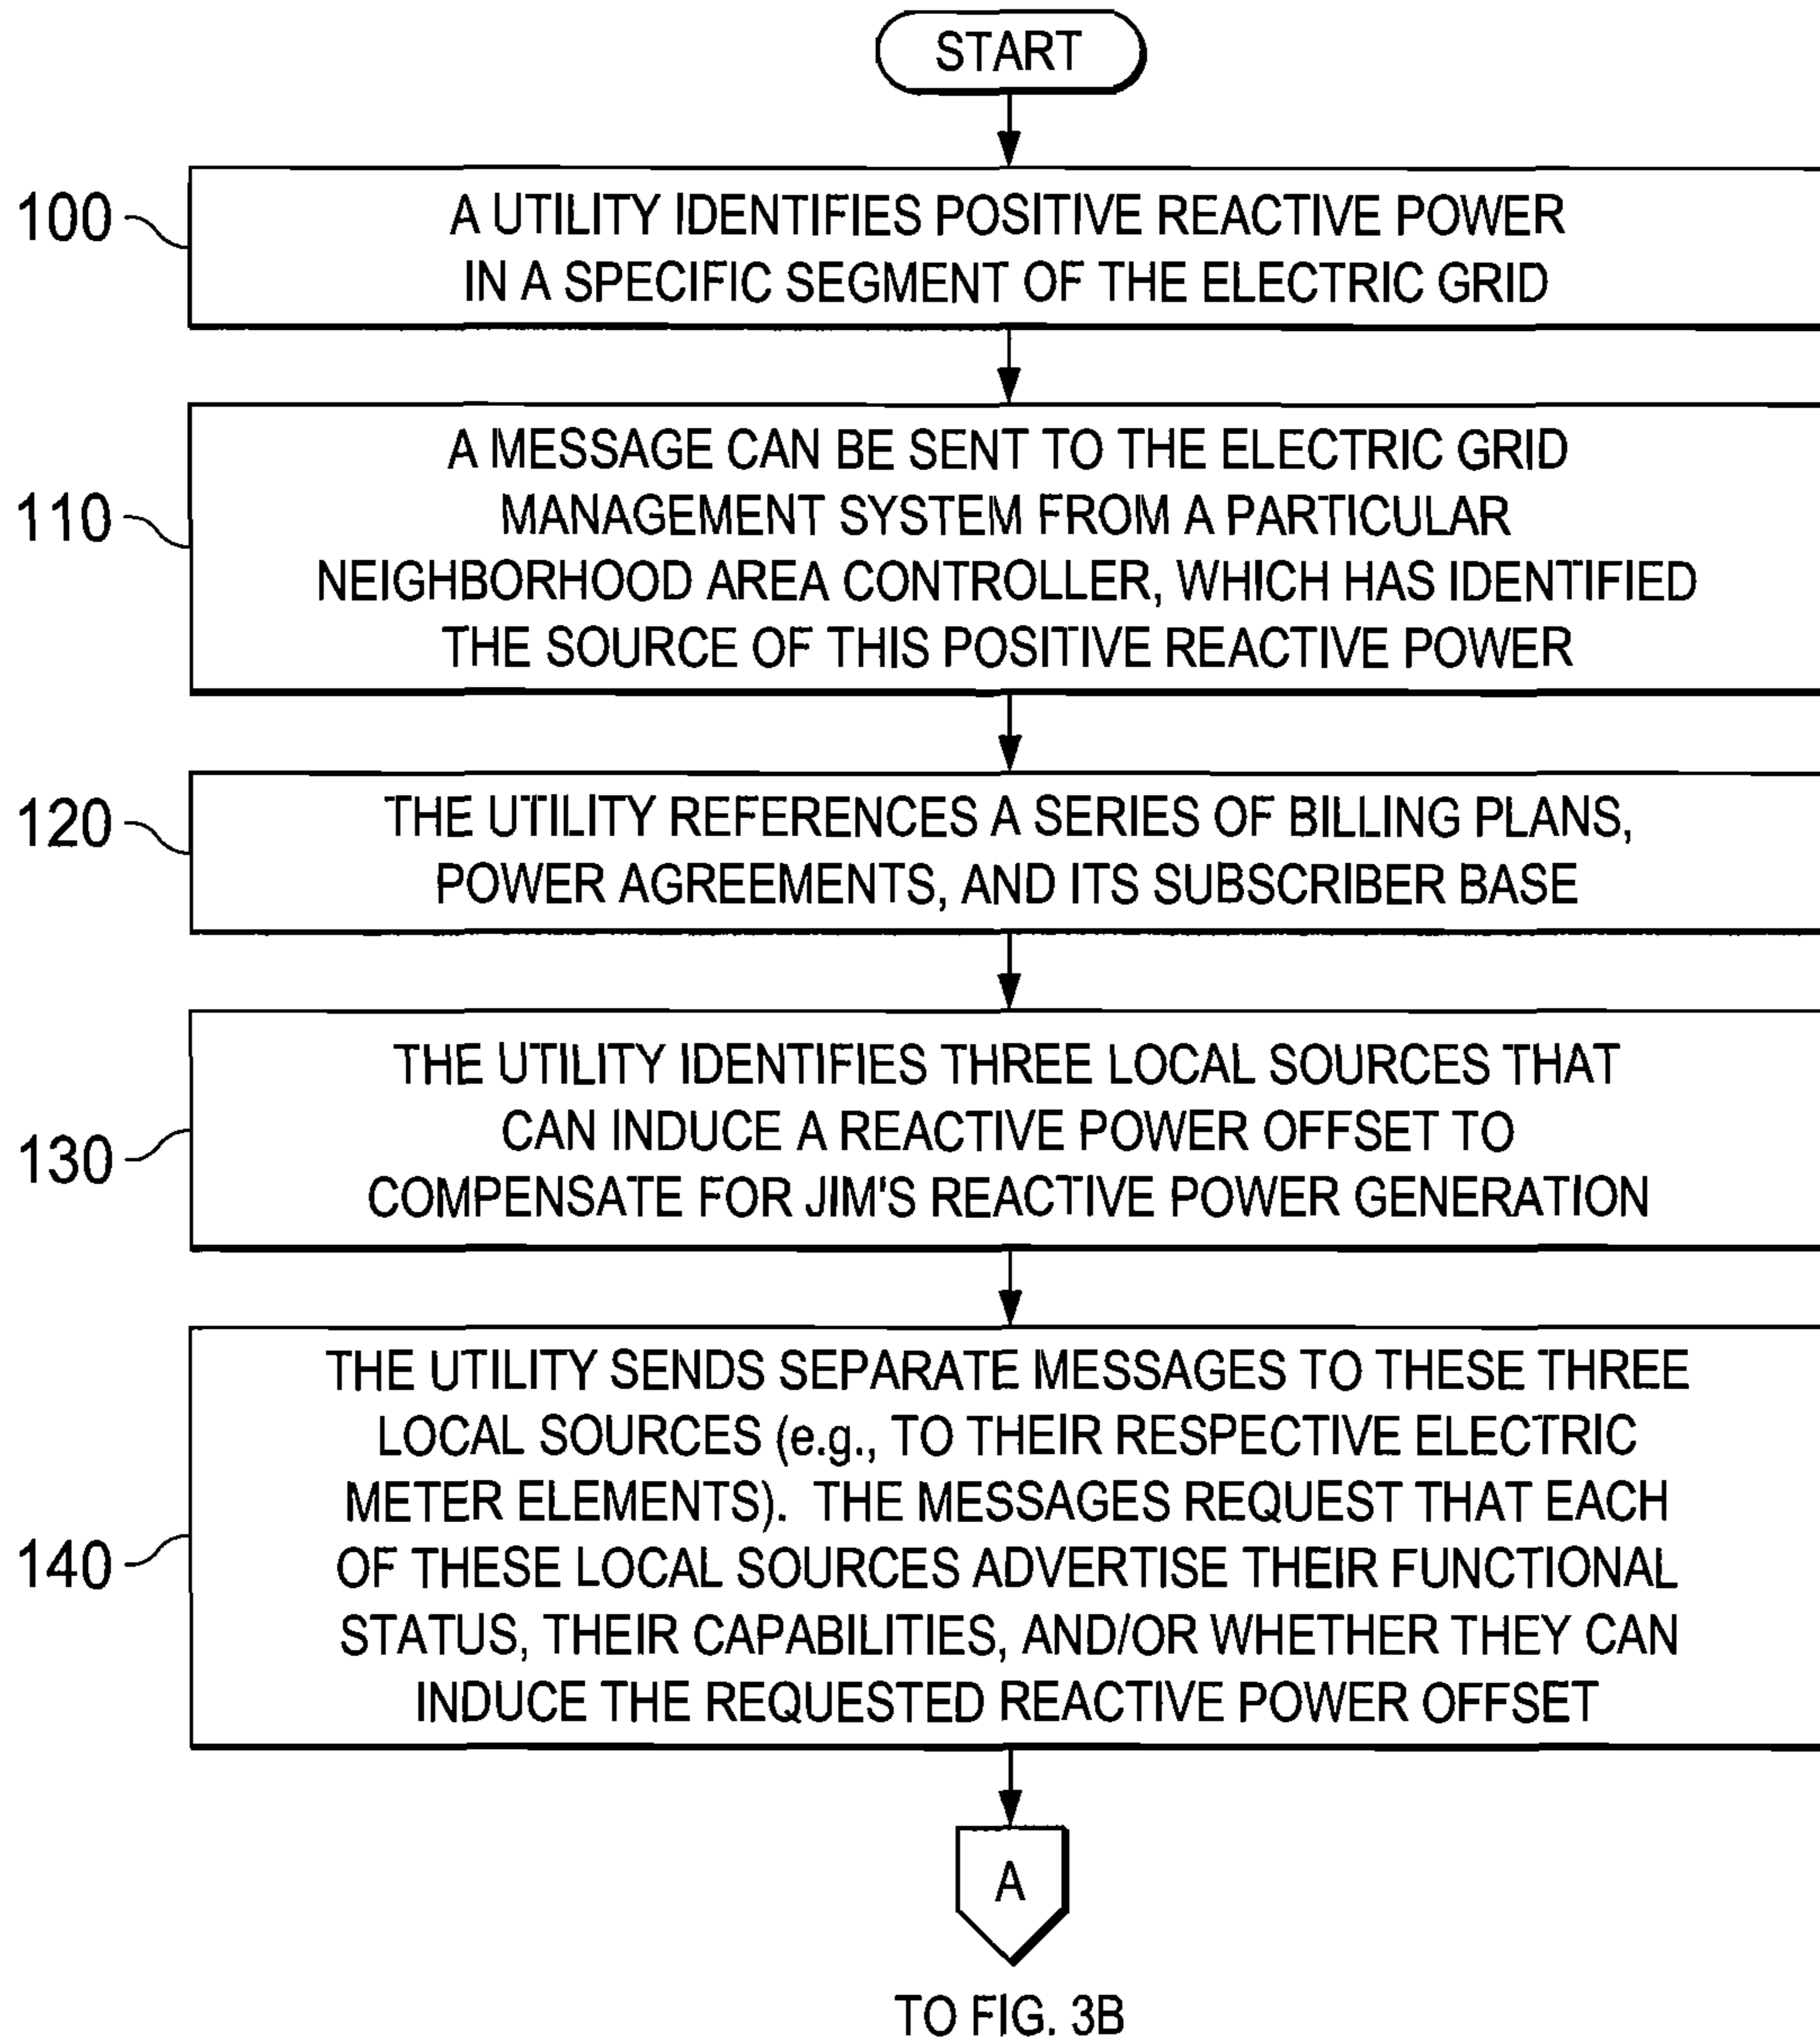 START
100
A UTILITY IDENTIFIES POSITIVE REACTIVE POWER
IN A SPECIFIC SEGMENT OF THE ELECTRIC GRID
110
A MESSAGE CAN BE SENT TO THE ELECTRIC GRID
MANAGEMENT SYSTEM FROM A PARTICULAR
NEIGHBORHOOD AREA CONTROLLER, WHICH HAS IDENTIFIED
THE SOURCE OF THIS POSITIVE REACTIVE POWER
120
THE UTILITY REFERENCES A SERIES OF BILLING PLANS,
POWER AGREEMENTS, AND ITS SUBSCRIBER BASE
130
THE UTILITY IDENTIFIES THREE LOCAL SOURCES THAT
CAN INDUCE A REACTIVE POWER OFFSET TO
COMPENSATE FOR JIM'S REACTIVE POWER GENERATION
140
THE UTILITY SENDS SEPARATE MESSAGES TO THESE THREE
LOCAL SOURCES (e.g., TO THEIR RESPECTIVE ELECTRIC
METER ELEMENTS). THE MESSAGES REQUEST THAT EACH
OF THESE LOCAL SOURCES ADVERTISE THEIR FUNCTIONAL
STATUS, THEIR CAPABILITIES, AND/OR WHETHER THEY CAN
INDUCE THE REQUESTED REACTIVE POWER OFFSET
A
TO FIG. 3B